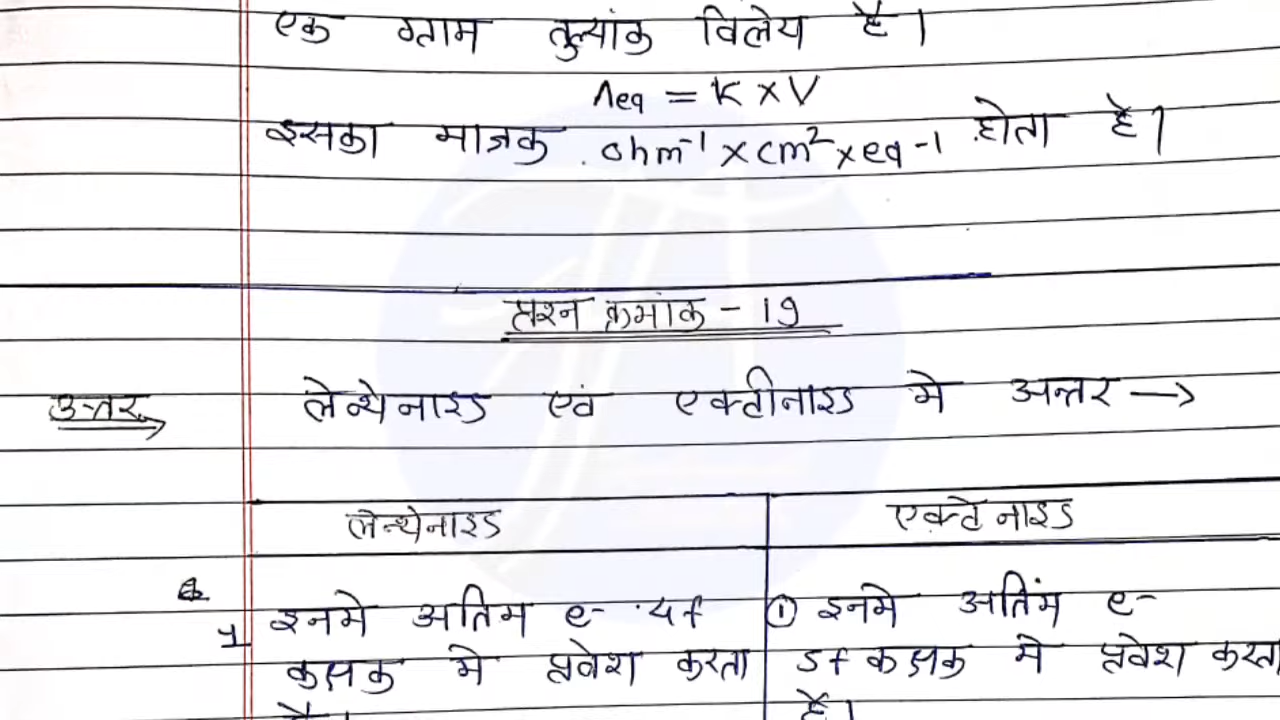 एक ग्राम तुल्यांक विलेय है।
Λeq = K × V
इसका मात्रक ohm⁻¹ × cm² × eq-1 होता है।
प्रश्न क्रमांक - 19
उत्तर लेन्थेनाइड एवं एक्टीनाइड मे अन्तर →
लेन्थेनाइड एक्टेनाइड
1 इनमे अतिम e- 4f ① इनमे अतिंम e-
कक्षक मे प्रवेश करता 5f कक्षक मे प्रवेश करता
है। है।